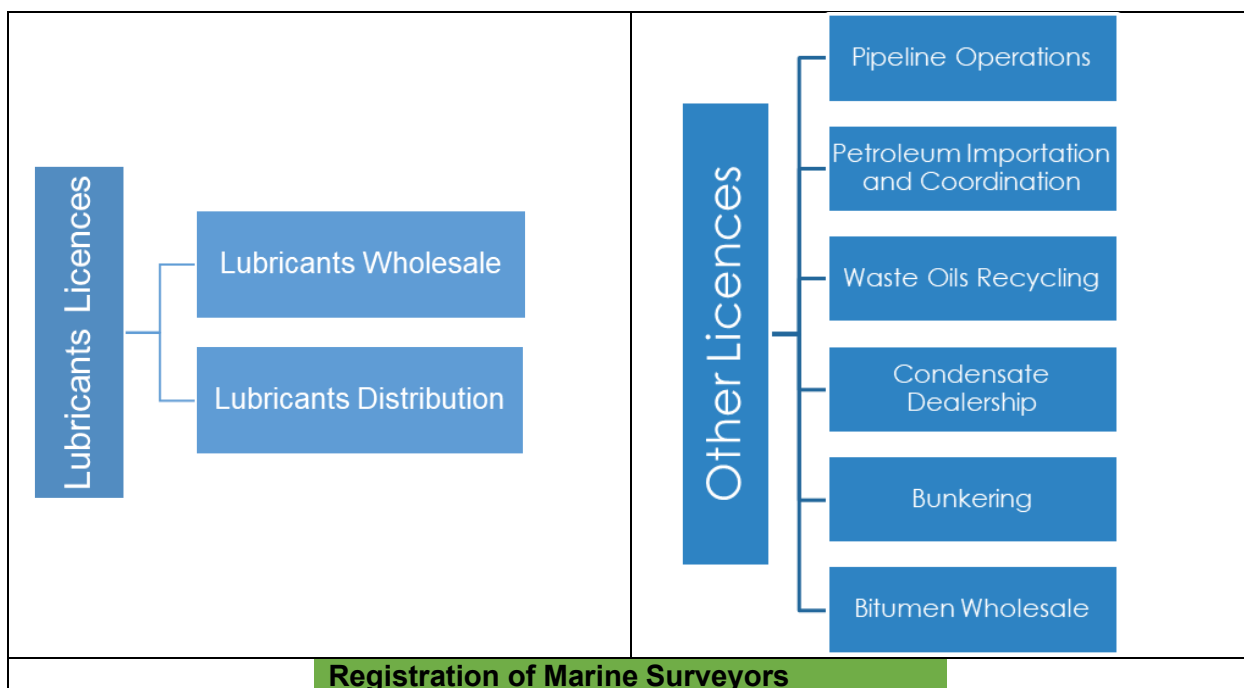 Lubricants Licences
Lubricants Wholesale
Lubricants Distribution
Other Licences
Pipeline Operations
Petroleum Importation
and Coordination
Waste Oils Recycling
Condensate
Dealership
Bunkering
Bitumen Wholesale
Registration of Marine Surveyors